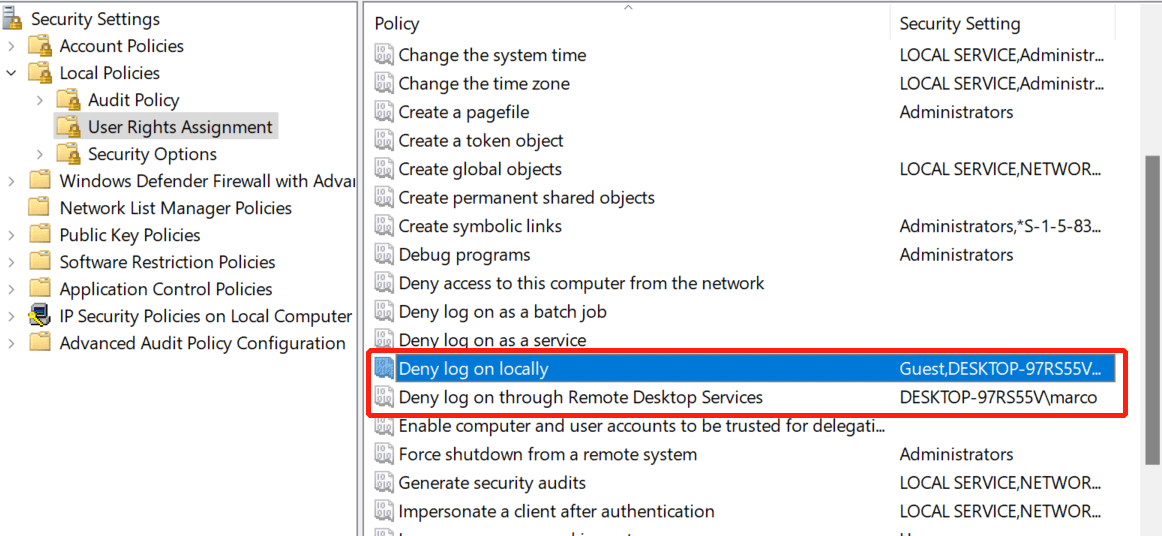 Security Settings
Account Policies
Local Policies
Audit Policy
User Rights Assignment
Security Options
Windows Defender Firewall with Adva
Network List Manager Policies
Public Key Policies
Software Restriction Policies
Application Control Policies
IP Security Policies on Local Computer
Advanced Audit Policy Configuration
Policy Security Setting
Change the system time LOCAL SERVICE,Administr...
Change the time zone LOCAL SERVICE,Administr...
Create a pagefile Administrators
Create a token object
Create global objects LOCAL SERVICE,NETWOR...
Create permanent shared objects
Create symbolic links Administrators,*S-1-5-83...
Debug programs Administrators
Deny access to this computer from the network
Deny log on as a batch job
Deny log on as a service
Deny log on locally Guest,DESKTOP-97RS55V...
Deny log on through Remote Desktop Services DESKTOP-97RS55V\marco
Enable computer and user accounts to be trusted for delegati...
Force shutdown from a remote system Administrators
Generate security audits LOCAL SERVICE,NETWOR...
Impersonate a client after authentication LOCAL SERVICE,NETWOR...